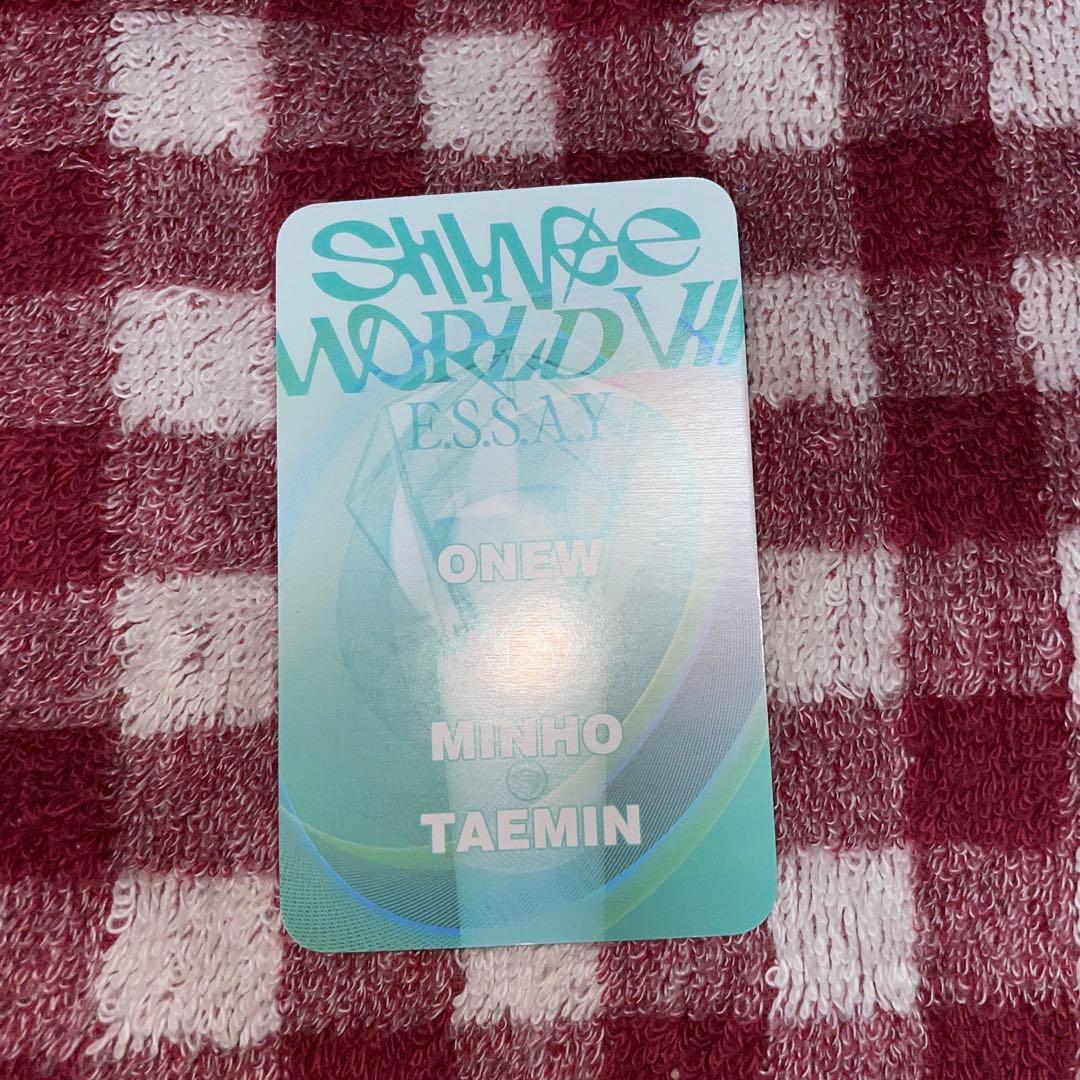 SHINee
WORLD VII
E.S.S.A.Y
ONEW
MINHO
TAEMIN